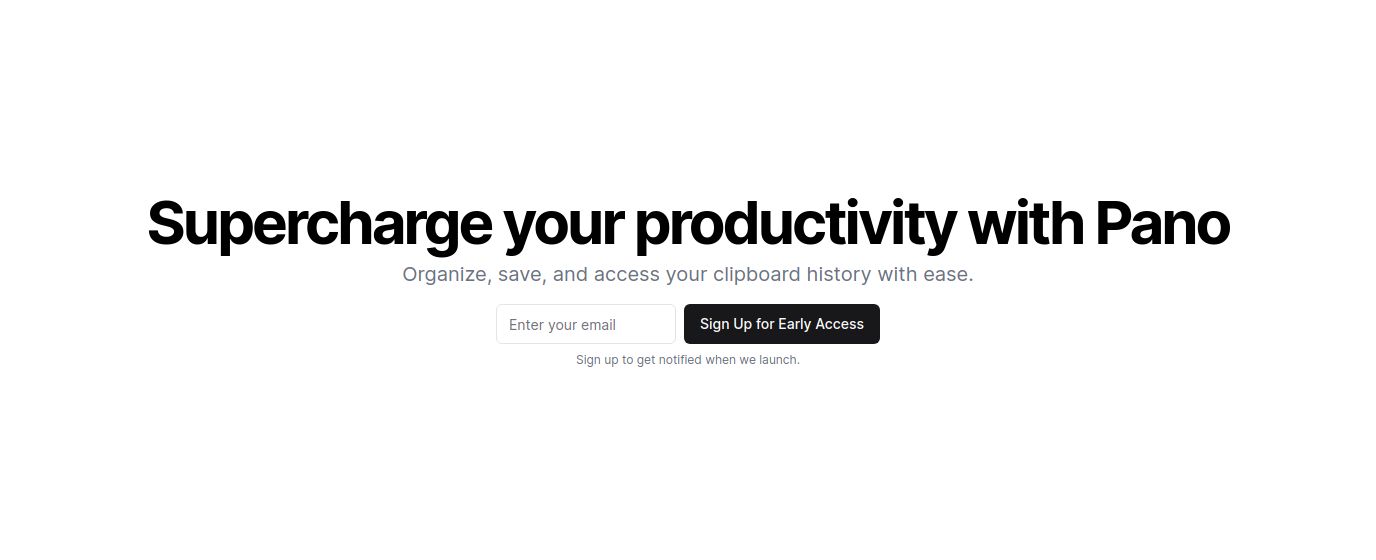 Supercharge your productivity with Pano
Organize, save, and access your clipboard history with ease.
Enter your email
Sign Up for Early Access
Sign up to get notified when we launch.